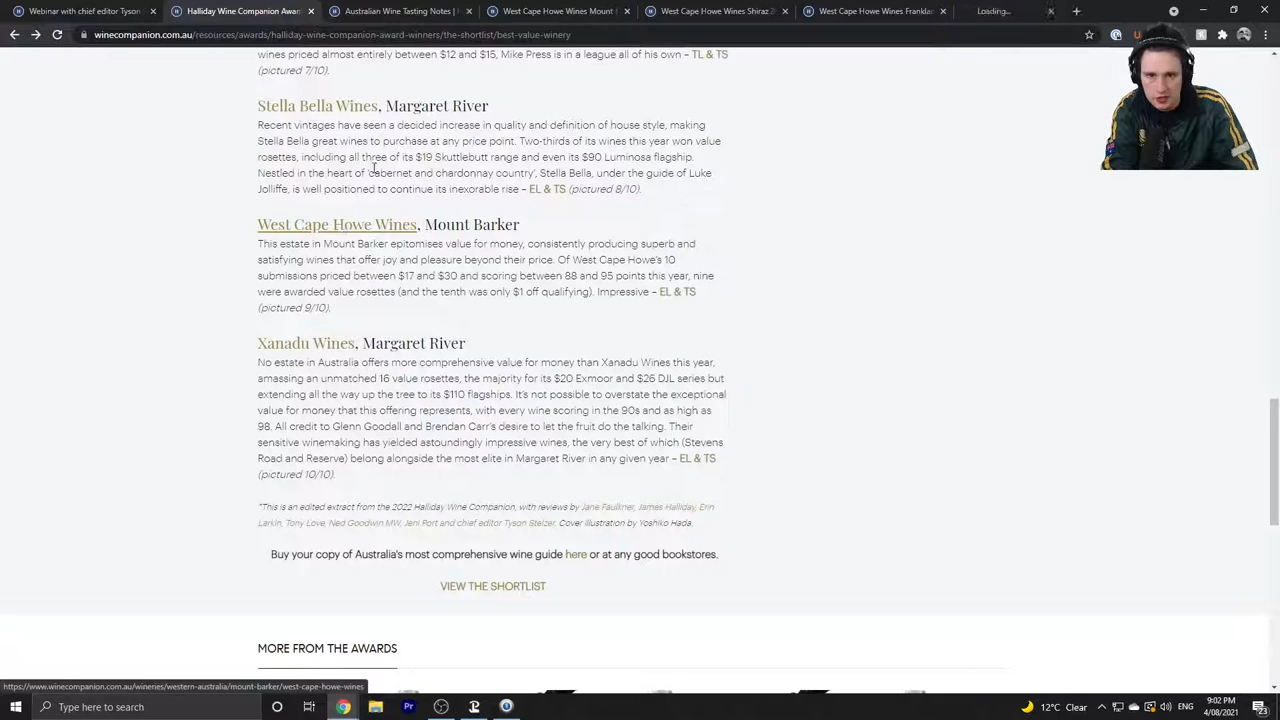 Webinar with chief editor Tyson
Halliday Wine Companion Award
Australian Wine Tasting Notes |
West Cape Howe Wines Mount
West Cape Howe Wines Shiraz 2
West Cape Howe Wines Franklan
Loading...
winecompanion.com.au/resources/awards/halliday-wine-companion-award-winners/the-shortlist/best-value-winery
wines priced almost entirely between $12 and $15, Mike Press is in a league all of his own – TL & TS
(pictured 7/10).
Stella Bella Wines, Margaret River
Recent vintages have seen a decided increase in quality and definition of house style, making
Stella Bella great wines to purchase at any price point. Two-thirds of its wines this year won value
rosettes, including all three of its $19 Skuttlebutt range and even its $90 Luminosa flagship.
Nestled in the heart of 'cabernet and chardonnay country', Stella Bella, under the guide of Luke
Jolliffe, is well positioned to continue its inexorable rise – EL & TS (pictured 8/10).
West Cape Howe Wines, Mount Barker
This estate in Mount Barker epitomises value for money, consistently producing superb and
satisfying wines that offer joy and pleasure beyond their price. Of West Cape Howe's 10
submissions priced between $17 and $30 and scoring between 88 and 95 points this year, nine
were awarded value rosettes (and the tenth was only $1 off qualifying). Impressive – EL & TS
(pictured 9/10).
Xanadu Wines, Margaret River
No estate in Australia offers more comprehensive value for money than Xanadu Wines this year,
amassing an unmatched 16 value rosettes, the majority for its $20 Exmoor and $26 DJL series but
extending all the way up the tree to its $110 flagships. It's not possible to overstate the exceptional
value for money that this offering represents, with every wine scoring in the 90s and as high as
98. All credit to Glenn Goodall and Brendan Carr's desire to let the fruit do the talking. Their
sensitive winemaking has yielded astoundingly impressive wines, the very best of which (Stevens
Road and Reserve) belong alongside the most elite in Margaret River in any given year – EL & TS
(pictured 10/10).
*This is an edited extract from the 2022 Halliday Wine Companion, with reviews by Jane Faulkner, James Halliday, Erin
Larkin, Tony Love, Ned Goodwin MW, Jeni Port and chief editor Tyson Stelzer. Cover illustration by Yoshiko Hada.
Buy your copy of Australia's most comprehensive wine guide here or at any good bookstores.
VIEW THE SHORTLIST
MORE FROM THE AWARDS
https://www.winecompanion.com.au/wineries/western-australia/mount-barker/west-cape-howe-wines
Type here to search
Pr
12°C Clear
9:02 PM
4/08/2021
23